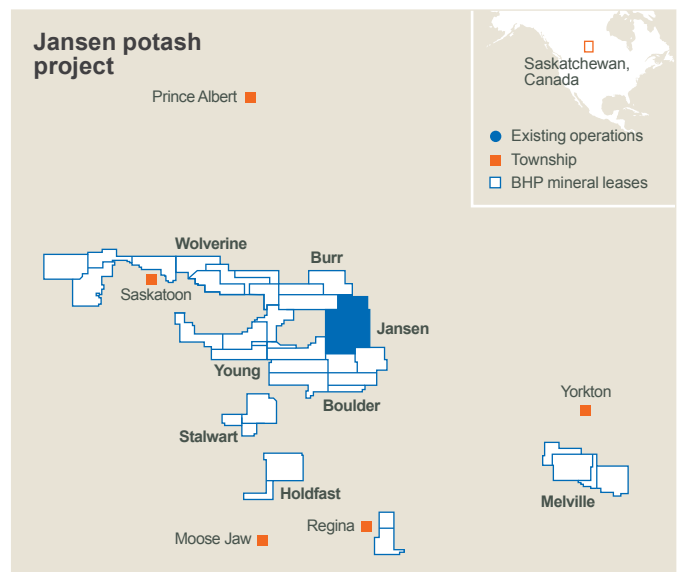 Jansen potash
project
Saskatchewan,
Canada
Existing operations
Township
BHP mineral leases
Prince Albert
Wolverine
Burr
Saskatoon
Jansen
Young
Boulder
Yorkton
Stalwart
Holdfast
Melville
Regina
Moose Jaw